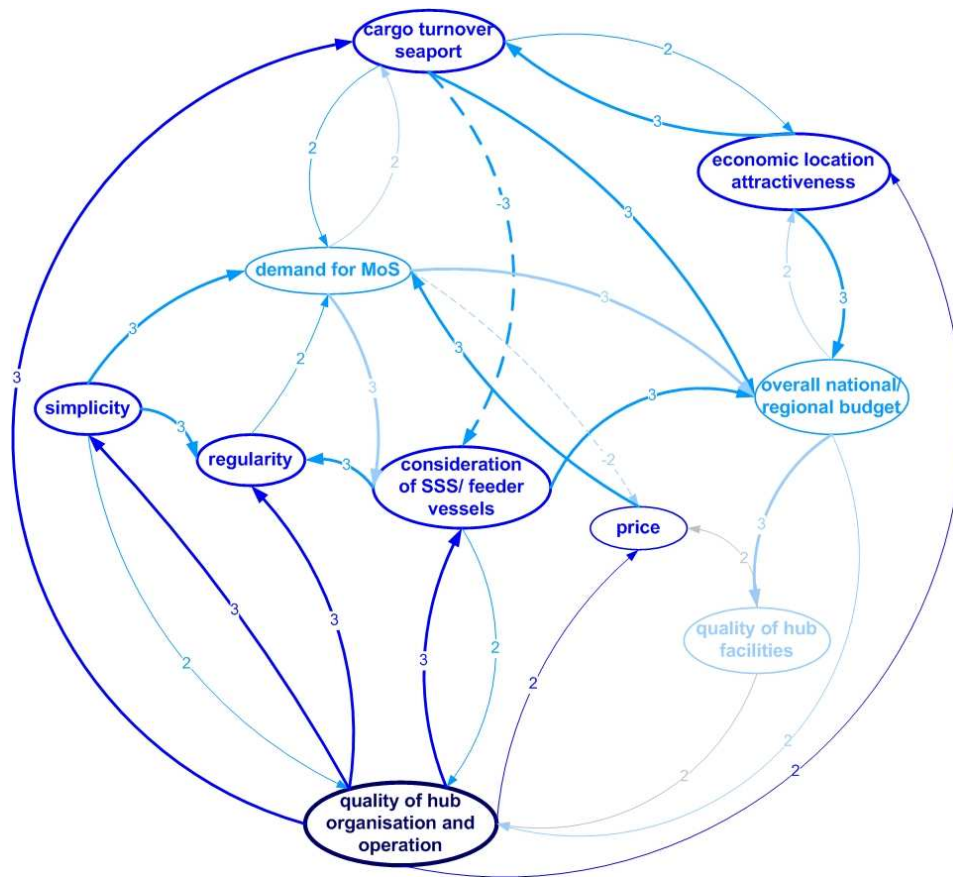 cargo turnover
seaport
2
3
economic location
attractiveness
2
2
-3
3
demand for MoS
3
2
3
3
2
3
3
3
overall national/
regional budget
simplicity
3
regularity
3
consideration
of SSS/ feeder
vessels
-2
price
3
2
quality of hub
facilities
3
3
3
2
2
2
2
2
2
quality of hub
organisation and
operation